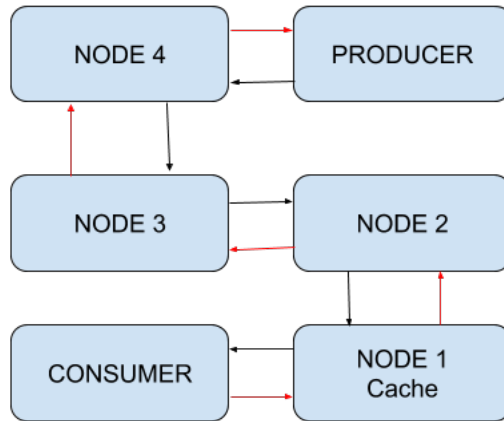 NODE 4
PRODUCER
NODE 3
NODE 2
CONSUMER
NODE 1
Cache